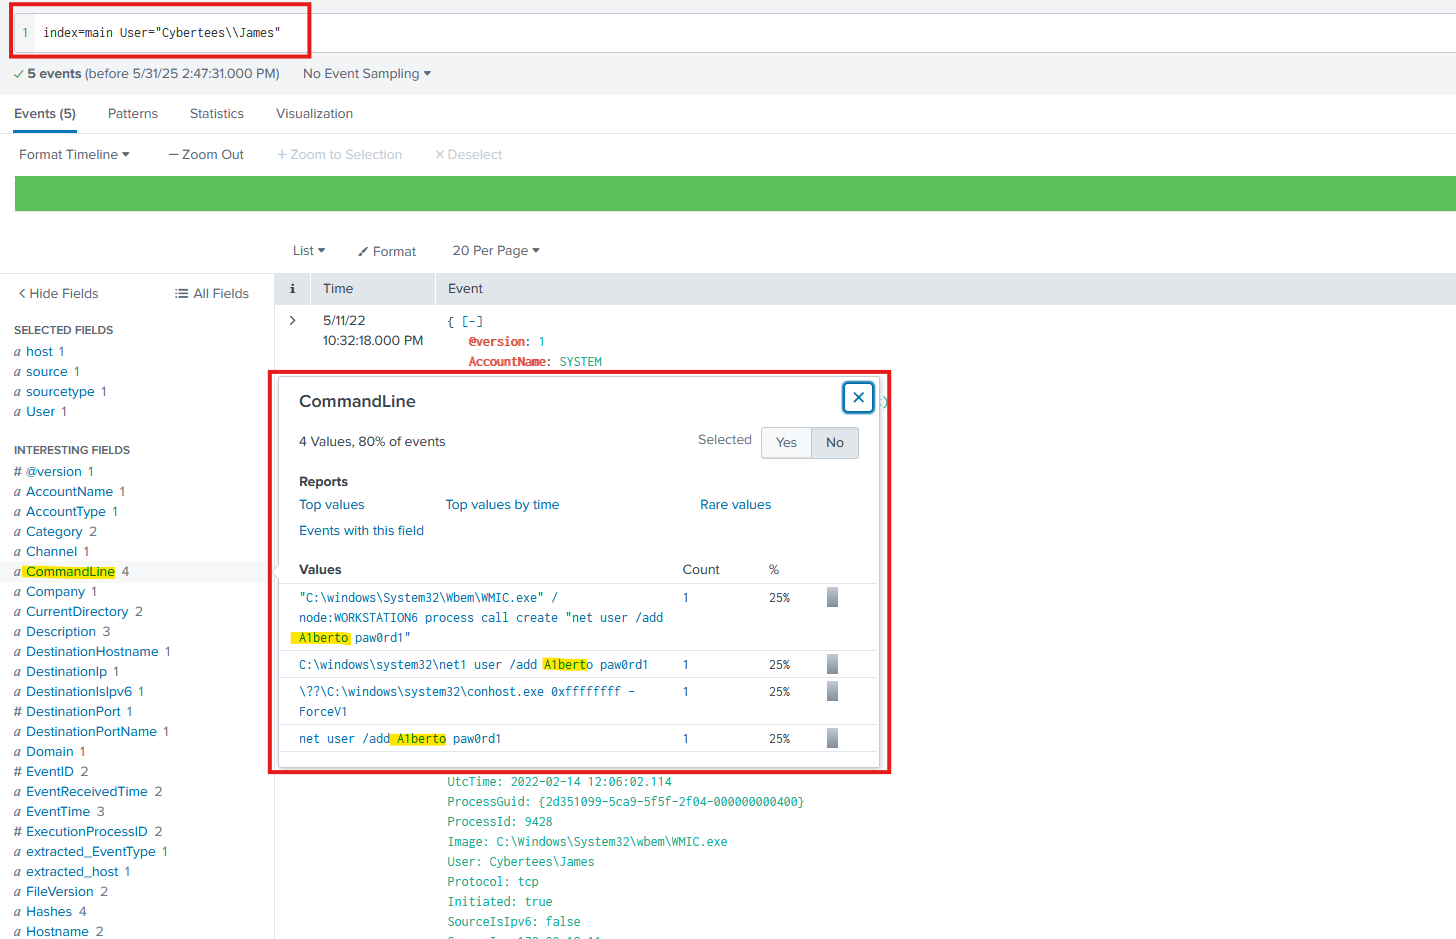 1 index=main User="Cybertees\\James"
✓ 5 events (before 5/31/25 2:47:31.000 PM) No Event Sampling ▾
Events (5) Patterns Statistics Visualization
Format Timeline ▾ — Zoom Out + Zoom to Selection × Deselect
List ▾ Format 20 Per Page ▾
< Hide Fields All Fields
i Time Event
SELECTED FIELDS
a host 1
a source 1
a sourcetype 1
a User 1
INTERESTING FIELDS
# @version 1
a AccountName 1
a AccountType 1
a Category 2
a Channel 1
a CommandLine 4
a Company 1
a CurrentDirectory 2
a Description 3
a DestinationHostname 1
a DestinationIp 1
a DestinationIsIpv6 1
# DestinationPort 1
a DestinationPortName 1
a Domain 1
# EventID 2
a EventReceivedTime 2
a EventTime 3
# ExecutionProcessID 2
a extracted_EventType 1
a extracted_host 1
a FileVersion 2
a Hashes 4
a Hostname 2
> 5/11/22
10:32:18.000 PM
{ [-]
@version: 1
AccountName: SYSTEM
CommandLine
4 Values, 80% of events Selected Yes No
Reports
Top values Top values by time Rare values
Events with this field
Values Count %
"C:\windows\System32\Wbem\WMIC.exe" / 1 25%
node:WORKSTATION6 process call create "net user /add
A1berto paw0rd1"
C:\windows\system32\net1 user /add A1berto paw0rd1 1 25%
\??\C:\windows\system32\conhost.exe 0xffffffff - 1 25%
ForceV1
net user /add A1berto paw0rd1 1 25%
UtcTime: 2022-02-14 12:06:02.114
ProcessGuid: {2d351099-5ca9-5f5f-2f04-000000000400}
ProcessId: 9428
Image: C:\Windows\System32\wbem\WMIC.exe
User: Cybertees\James
Protocol: tcp
Initiated: true
SourceIsIpv6: false